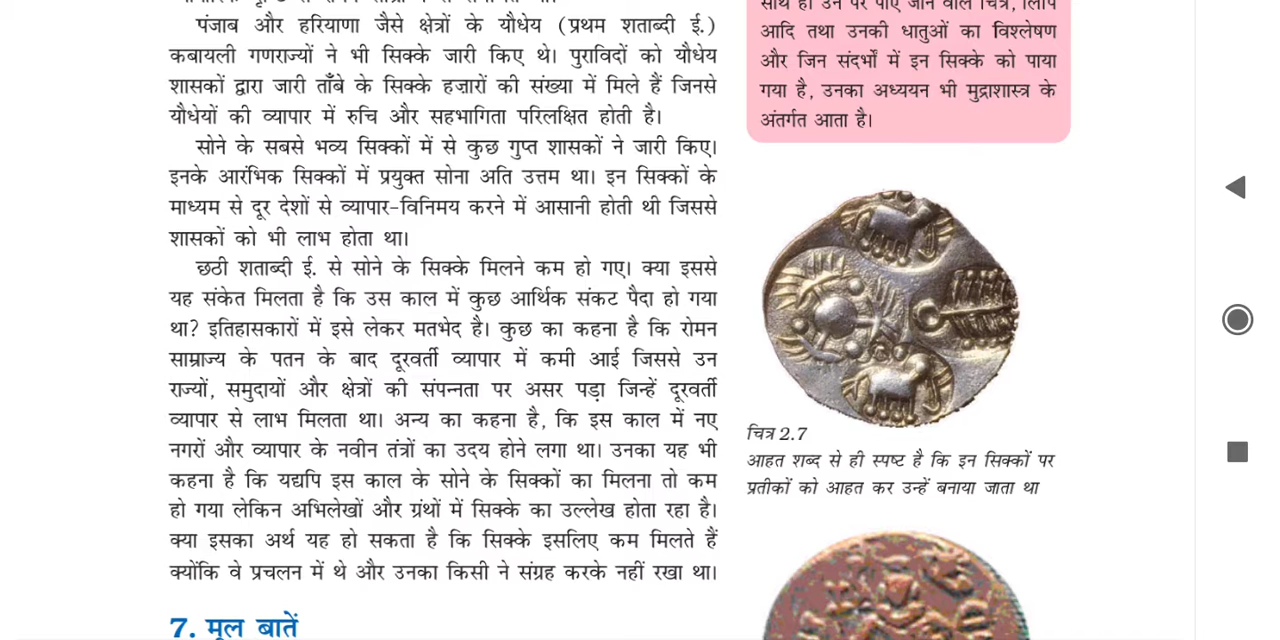 पंजाब और हरियाणा जैसे क्षेत्रों के यौधेय (प्रथम शताब्दी ई.)
कबायली गणराज्यों ने भी सिक्के जारी किए थे। पुराविदों को यौधेय
शासकों द्वारा जारी ताँबे के सिक्के हज़ारों की संख्या में मिले हैं जिनसे
यौधेयों की व्यापार में रुचि और सहभागिता परिलक्षित होती है।
सोने के सबसे भव्य सिक्कों में से कुछ गुप्त शासकों ने जारी किए।
इनके आरंभिक सिक्कों में प्रयुक्त सोना अति उत्तम था। इन सिक्कों के
माध्यम से दूर देशों से व्यापार-विनिमय करने में आसानी होती थी जिससे
शासकों को भी लाभ होता था।
छठी शताब्दी ई. से सोने के सिक्के मिलने कम हो गए। क्या इससे
यह संकेत मिलता है कि उस काल में कुछ आर्थिक संकट पैदा हो गया
था? इतिहासकारों में इसे लेकर मतभेद है। कुछ का कहना है कि रोमन
साम्राज्य के पतन के बाद दूरवर्ती व्यापार में कमी आई जिससे उन
राज्यों, समुदायों और क्षेत्रों की संपन्नता पर असर पड़ा जिन्हें दूरवर्ती
व्यापार से लाभ मिलता था। अन्य का कहना है, कि इस काल में नए
नगरों और व्यापार के नवीन तंत्रों का उदय होने लगा था। उनका यह भी
कहना है कि यद्यपि इस काल के सोने के सिक्कों का मिलना तो कम
हो गया लेकिन अभिलेखों और ग्रंथों में सिक्के का उल्लेख होता रहा है।
क्या इसका अर्थ यह हो सकता है कि सिक्के इसलिए कम मिलते हैं
क्योंकि वे प्रचलन में थे और उनका किसी ने संग्रह करके नहीं रखा था।
7. मूल बातें
साथ ही उन पर पाए जाने वाले चित्र, लिपि
आदि तथा उनकी धातुओं का विश्लेषण
और जिन संदर्भों में इन सिक्के को पाया
गया है, उनका अध्ययन भी मुद्राशास्त्र के
अंतर्गत आता है।
चित्र 2.7
आहत शब्द से ही स्पष्ट है कि इन सिक्कों पर
प्रतीकों को आहत कर उन्हें बनाया जाता था